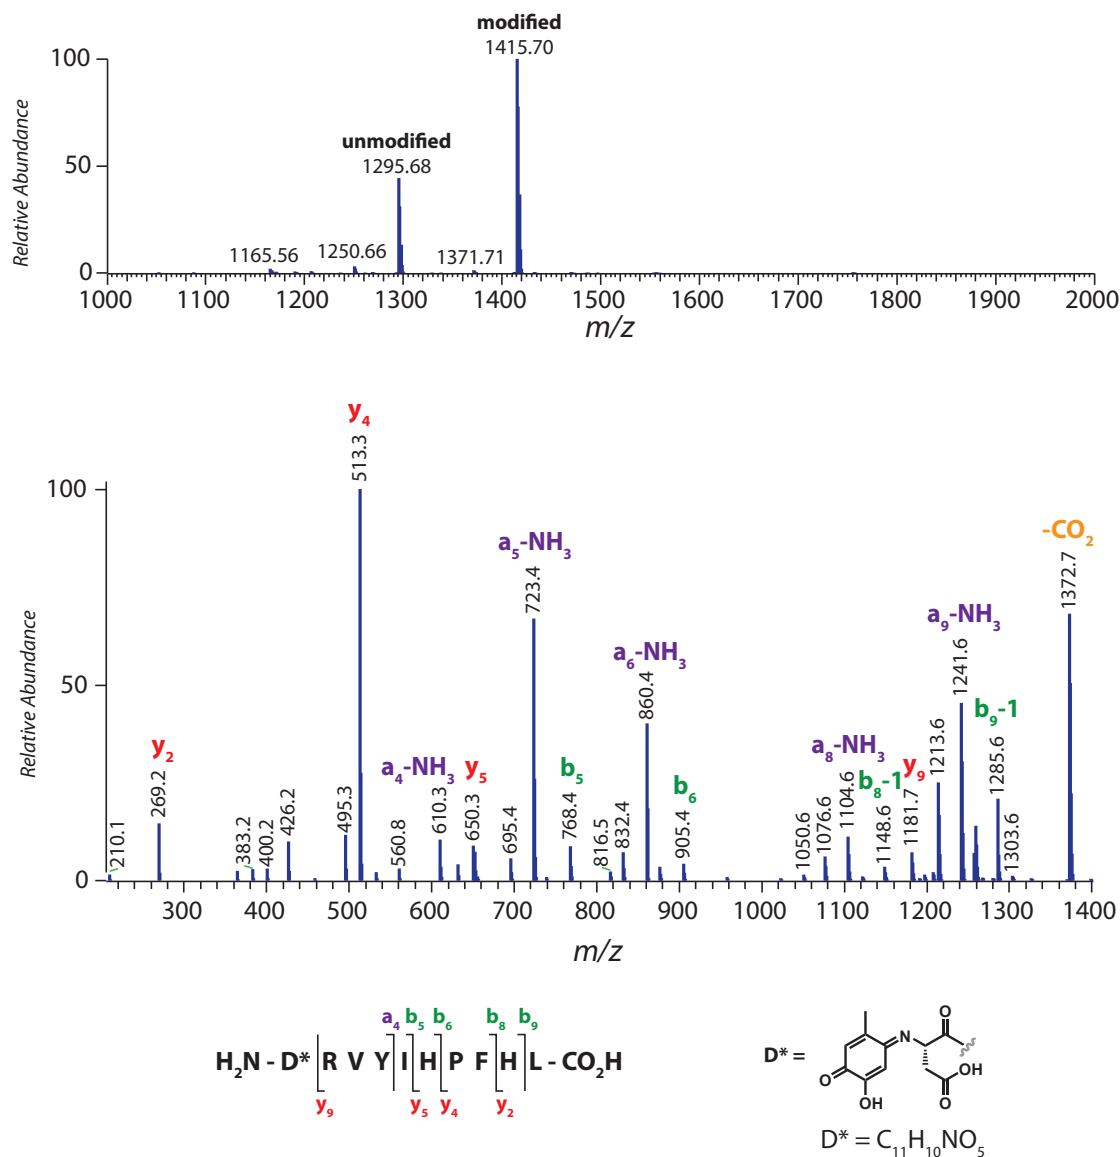 modified
1415.70
100
unmodified
1295.68
50
1165.56
1250.66
1371.71
0
1000 1100 1200 1300 1400 1500 1600 1700 1800 1900 2000
m/z
Relative Abundance
y4
513.3
100
-CO2
1372.7
a5-NH3
723.4
a9-NH3
1241.6
a6-NH3
860.4
50
b9-1
1285.6
y2
269.2
a4-NH3
610.3
y5
650.3
b5
768.4
b6
905.4
a8-NH3
1104.6
b8-1
1148.6
y9
1181.7
1213.6
210.1
383.2
400.2
426.2
495.3
560.8
695.4
816.5
832.4
1050.6
1076.6
1303.6
0
300 400 500 600 700 800 900 1000 1100 1200 1300 1400
m/z
Relative Abundance
a4 b5 b6 b8 b9
H2N - D* R V Y I H P F H L - CO2H
y9 y5 y4 y2
D* =
O
N
O
OH
O
OH
O
D* = C11H10NO5